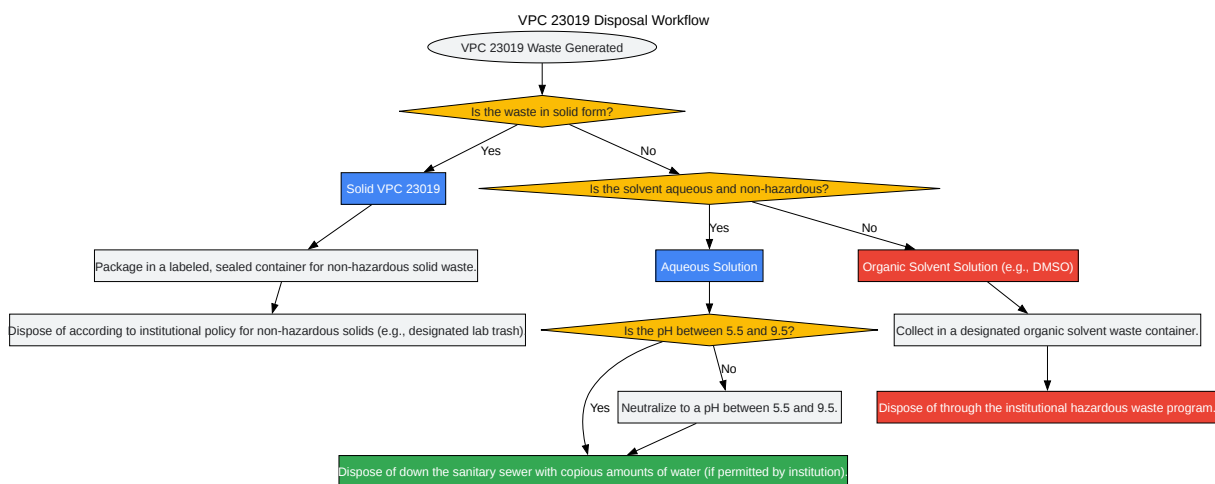 VPC 23019 Disposal Workflow
VPC 23019 Waste Generated
Is the waste in solid form?
Yes
No
Solid VPC 23019
Is the solvent aqueous and non-hazardous?
Yes
No
Package in a labeled, sealed container for non-hazardous solid waste.
Aqueous Solution
Organic Solvent Solution (e.g., DMSO)
Dispose of according to institutional policy for non-hazardous solids (e.g., designated lab trash)
Is the pH between 5.5 and 9.5?
Collect in a designated organic solvent waste container.
No
Yes
Neutralize to a pH between 5.5 and 9.5.
Dispose of through the institutional hazardous waste program.
Dispose of down the sanitary sewer with copious amounts of water (if permitted by institution).